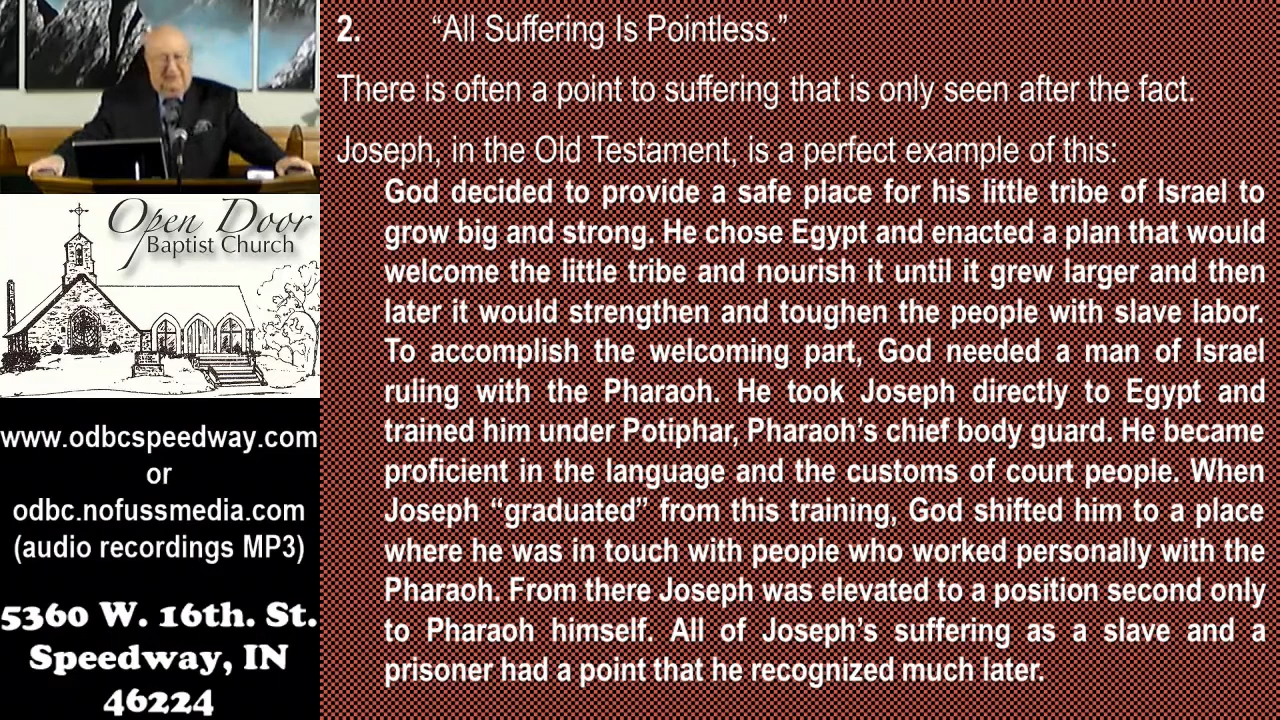 2. “All Suffering Is Pointless.”
There is often a point to suffering that is only seen after the fact.
Joseph, in the Old Testament, is a perfect example of this:
God decided to provide a safe place for his little tribe of Israel to
grow big and strong. He chose Egypt and enacted a plan that would
welcome the little tribe and nourish it until it grew larger and then
later it would strengthen and toughen the people with slave labor.
To accomplish the welcoming part, God needed a man of Israel
ruling with the Pharaoh. He took Joseph directly to Egypt and
trained him under Potiphar, Pharaoh’s chief body guard. He became
proficient in the language and the customs of court people. When
Joseph “graduated” from this training, God shifted him to a place
where he was in touch with people who worked personally with the
Pharaoh. From there Joseph was elevated to a position second only
to Pharaoh himself. All of Joseph’s suffering as a slave and a
prisoner had a point that he recognized much later.
Open Door
Baptist Church
www.odbcspeedway.com
or
odbc.nofussmedia.com
(audio recordings MP3)
5360 W. 16th. St.
Speedway, IN
46224